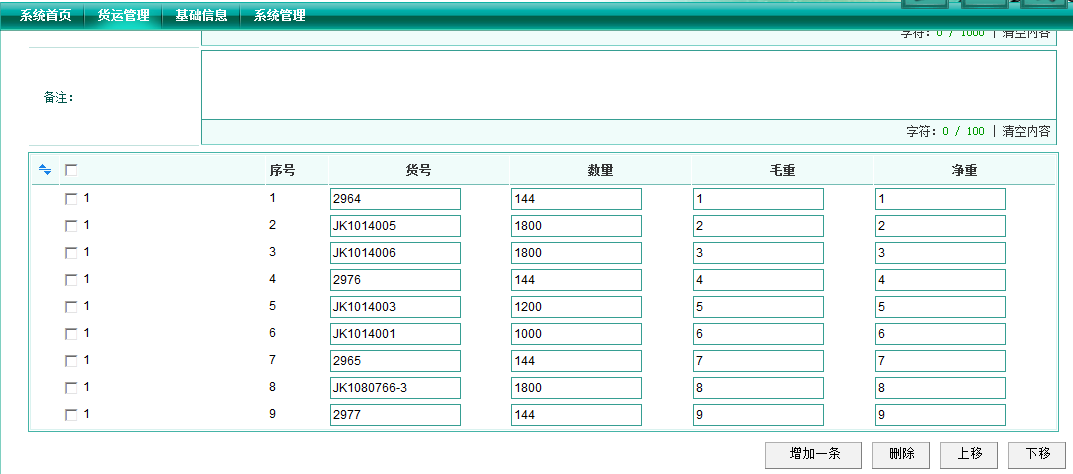 系统首页 货运管理 基础信息 系统管理
字符：0 / 1000 | 清空内容
备注：
字符：0 / 100 | 清空内容
序号 货号 数量 毛重 净重
1 1 2964 144 1 1
1 2 JK1014005 1800 2 2
1 3 JK1014006 1800 3 3
1 4 2976 144 4 4
1 5 JK1014003 1200 5 5
1 6 JK1014001 1000 6 6
1 7 2965 144 7 7
1 8 JK1080766-3 1800 8 8
1 9 2977 144 9 9
增加一条 删除 上移 下移